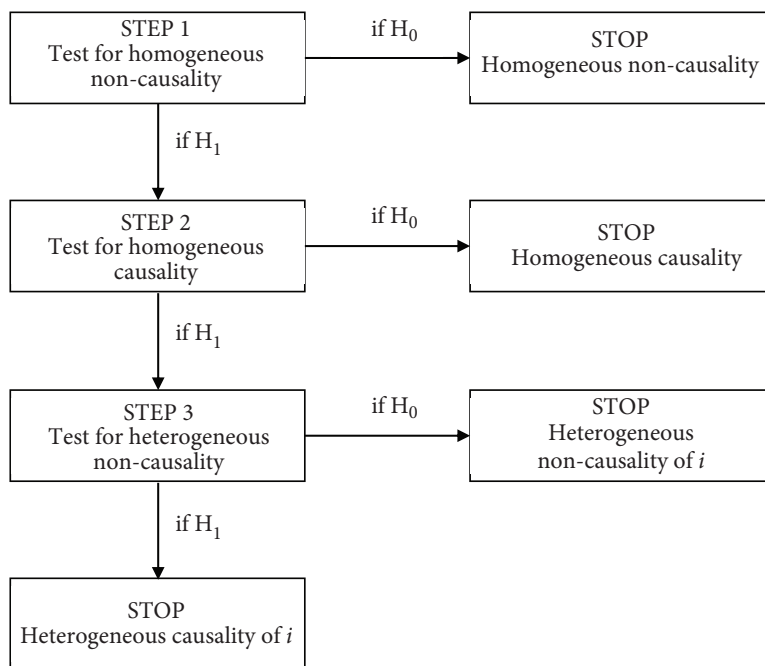 STEP 1
Test for homogeneous
non-causality
if H₀
STOP
Homogeneous non-causality
if H₁
STEP 2
Test for homogeneous
causality
if H₀
STOP
Homogeneous causality
if H₁
STEP 3
Test for heterogeneous
non-causality
if H₀
STOP
Heterogeneous
non-causality of i
if H₁
STOP
Heterogeneous causality of i